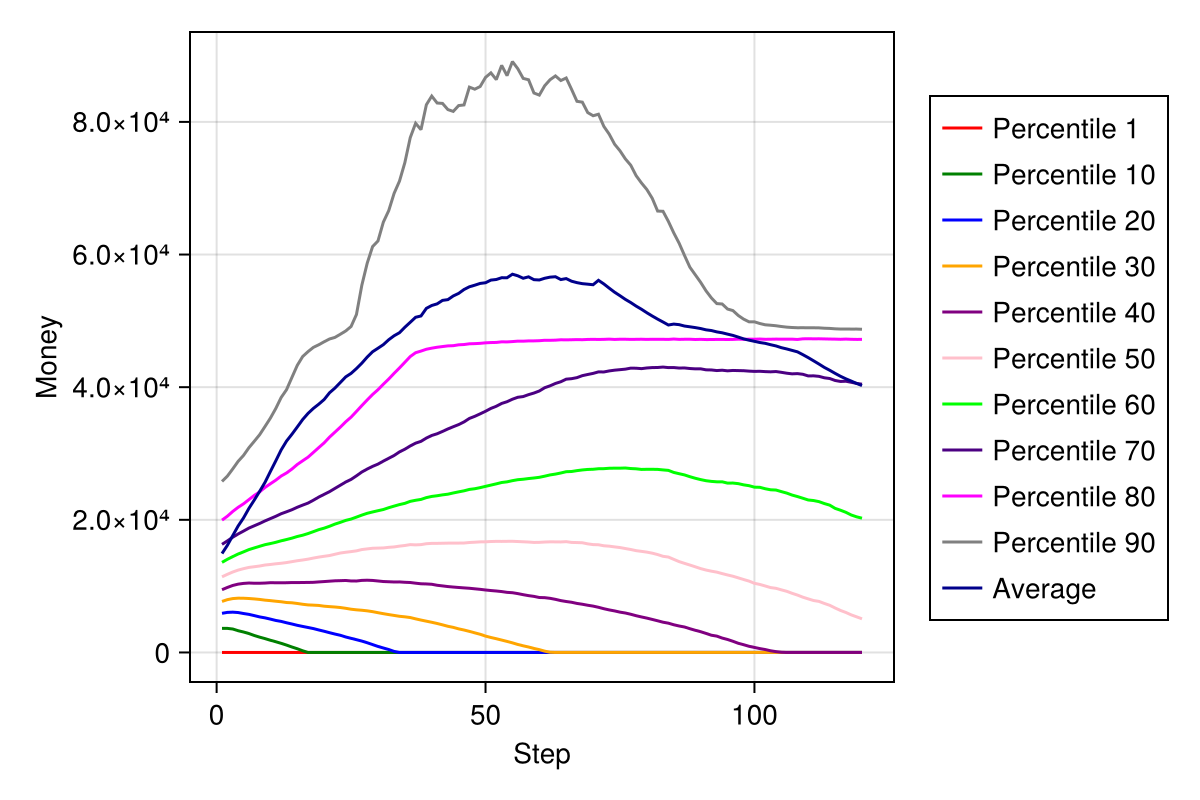 8.0×10⁴
6.0×10⁴
4.0×10⁴
2.0×10⁴
0
Money
0 50 100
Step
Percentile 1
Percentile 10
Percentile 20
Percentile 30
Percentile 40
Percentile 50
Percentile 60
Percentile 70
Percentile 80
Percentile 90
Average